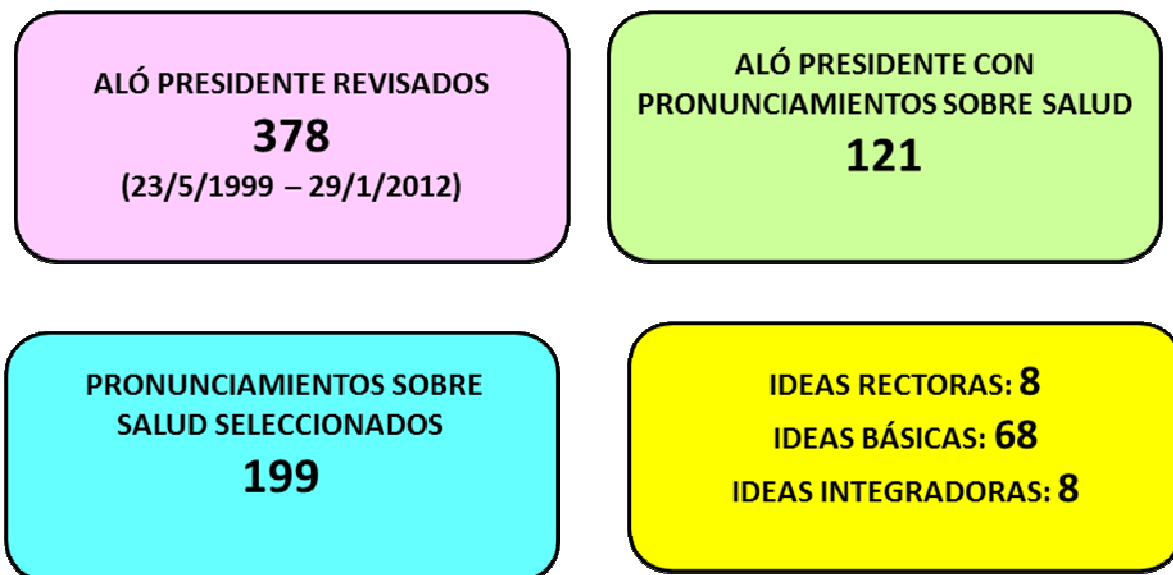 ALÓ PRESIDENTE REVISADOS
378
(23/5/1999 – 29/1/2012)
ALÓ PRESIDENTE CON
PRONUNCIAMIENTOS SOBRE SALUD
121
PRONUNCIAMIENTOS SOBRE
SALUD SELECCIONADOS
199
IDEAS RECTORAS: 8
IDEAS BÁSICAS: 68
IDEAS INTEGRADORAS: 8